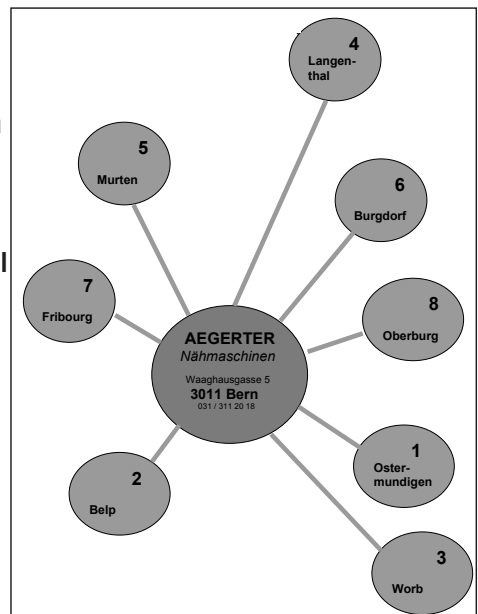 4
Langen-
thal
5
Murten
6
Burgdorf
7
Fribourg
8
Oberburg
AEGERTER
Nähmaschinen
Waaghausgasse 5
3011 Bern
031 / 311 20 18
1
Oster-
mundigen
2
Belp
3
Worb